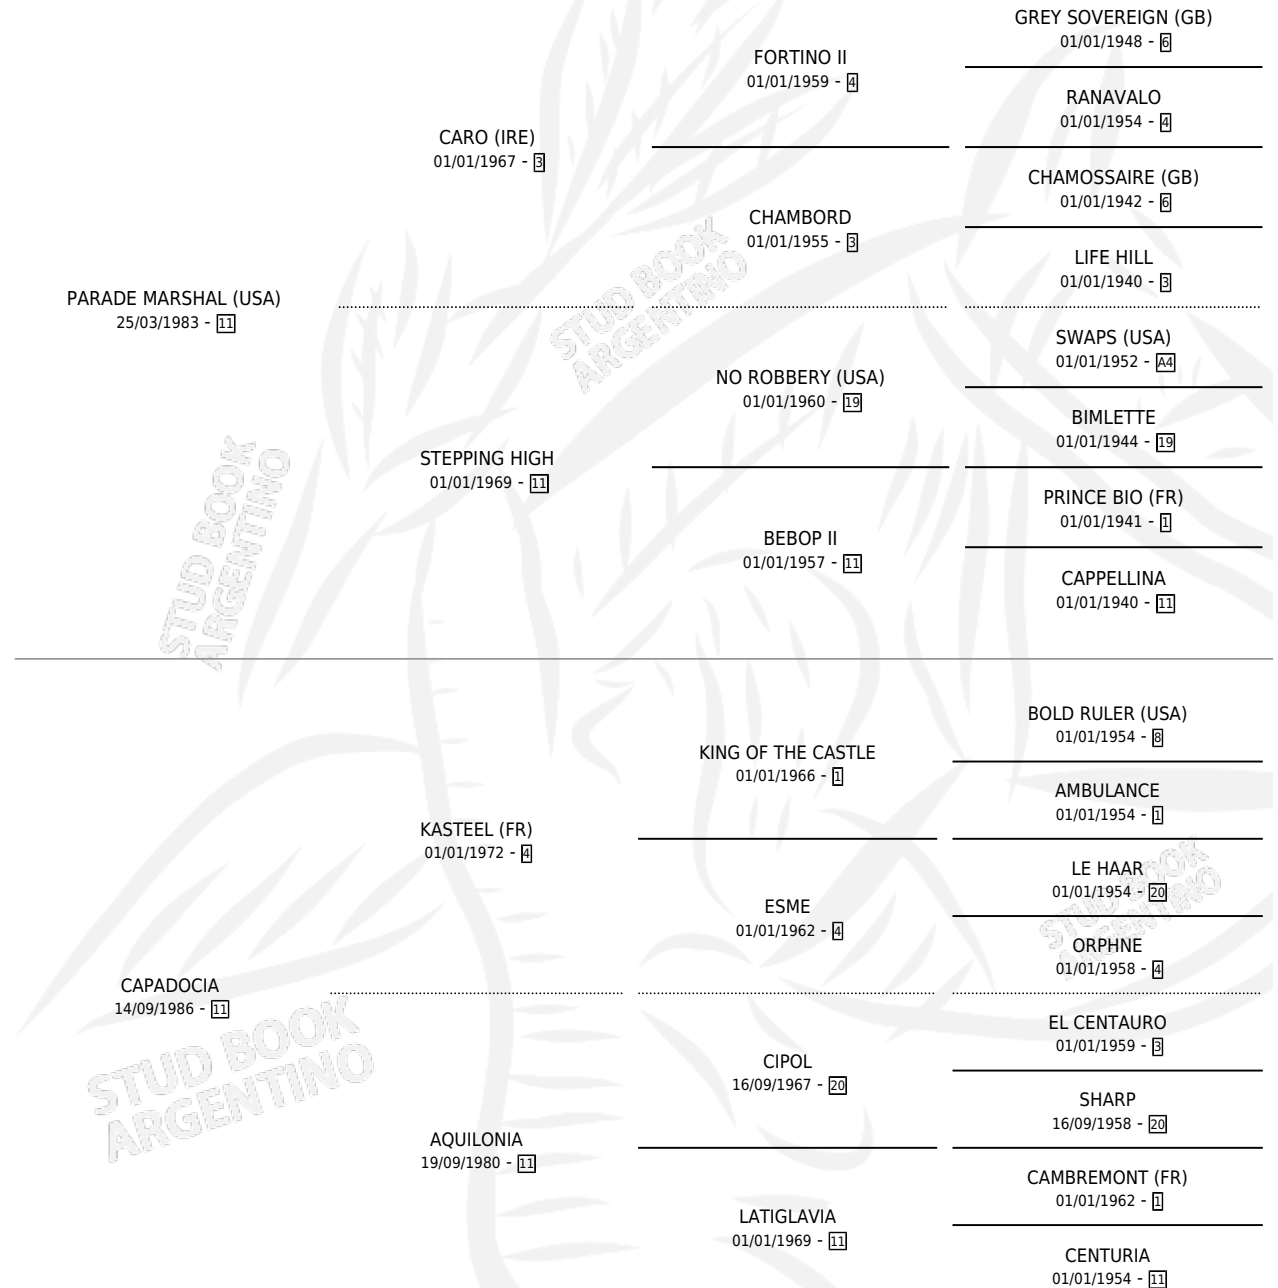 GREY SOVEREIGN (GB)
01/01/1948 - 6
FORTINO II
01/01/1959 - 4
RANAVALO
01/01/1954 - 4
CARO (IRE)
01/01/1967 - 3
CHAMOSSAIRE (GB)
01/01/1942 - 6
CHAMBORD
01/01/1955 - 3
LIFE HILL
01/01/1940 - 3
PARADE MARSHAL (USA)
25/03/1983 - 11
SWAPS (USA)
01/01/1952 - A4
NO ROBBERY (USA)
01/01/1960 - 19
BIMLETTE
01/01/1944 - 19
STEPPING HIGH
01/01/1969 - 11
PRINCE BIO (FR)
01/01/1941 - 1
BEBOP II
01/01/1957 - 11
CAPPELLINA
01/01/1940 - 11
BOLD RULER (USA)
01/01/1954 - 8
KING OF THE CASTLE
01/01/1966 - 1
AMBULANCE
01/01/1954 - 1
KASTEEL (FR)
01/01/1972 - 4
LE HAAR
01/01/1954 - 20
ESME
01/01/1962 - 4
ORPHNE
01/01/1958 - 4
CAPADOCIA
14/09/1986 - 11
EL CENTAURO
01/01/1959 - 3
CIPOL
16/09/1967 - 20
SHARP
16/09/1958 - 20
AQUILONIA
19/09/1980 - 11
CAMBREMONT (FR)
01/01/1962 - 1
LATIGLAVIA
01/01/1969 - 11
CENTURIA
01/01/1954 - 11
STUD BOOK
ARGENTINO
STUD BOOK
ARGENTINO
STUD BOOK
ARGENTINO
STUD BOOK
ARGENTINO